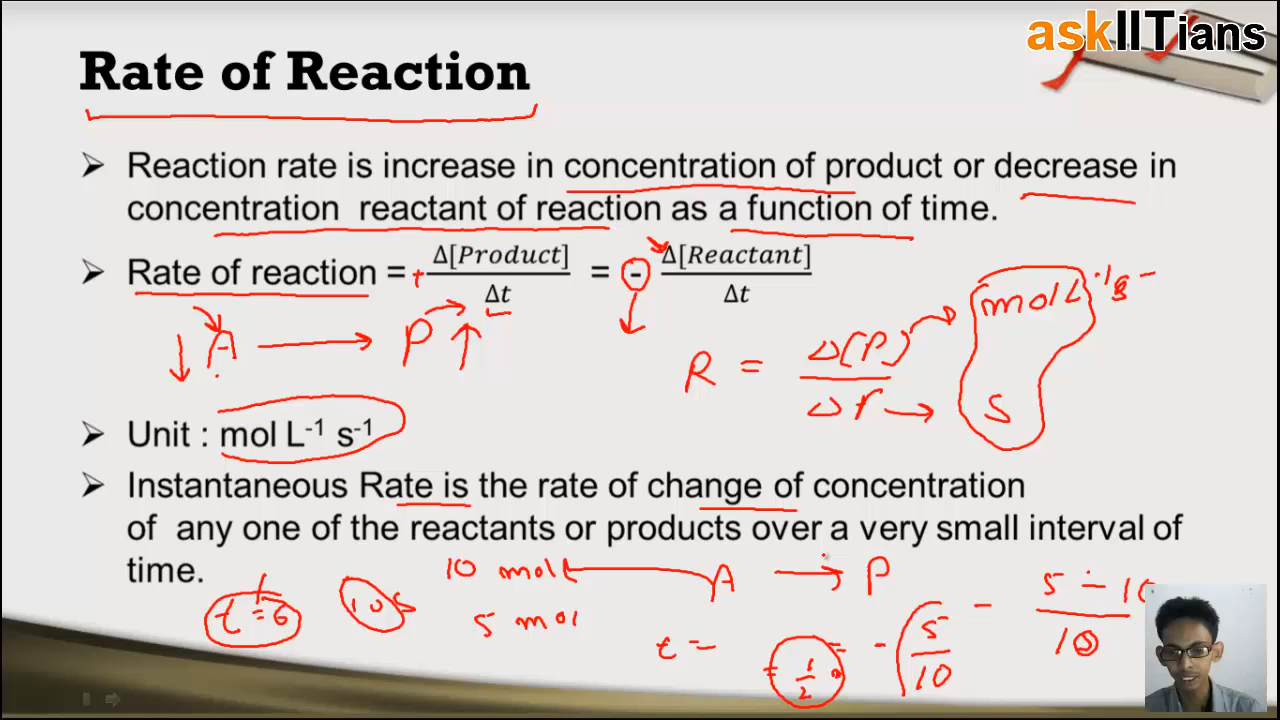 askIITians
Rate of Reaction
➢ Reaction rate is increase in concentration of product or decrease in
concentration reactant of reaction as a function of time.
➢ Rate of reaction = + Δ[Product]/Δt = - Δ[Reactant]/Δt
A → P
R = Δ[P]/Δt
mol L⁻¹ s⁻
s
➢ Unit : mol L⁻¹ s⁻¹
➢ Instantaneous Rate is the rate of change of concentration
of any one of the reactants or products over a very small interval of
time.
10 mol A → P
5 mol
t =
10 s
- 5 - 10
10
= 1/2 = - 5/10